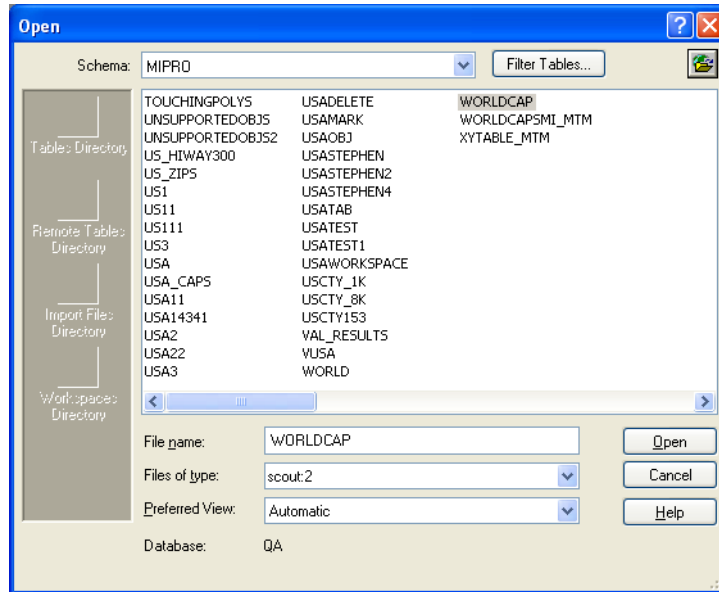 Open
Schema: MIPRO Filter Tables...
Tables Directory
Remote Tables
Directory
Import Files
Directory
Workspaces
Directory
TOUCHINGPOLYS USADELETE WORLDCAP
UNSUPPORTEDOBJS USAMARK WORLDCAPSMI_MTM
UNSUPPORTEDOBJS2 USAOBJ XYTABLE_MTM
US_HIWAY300 USASTEPHEN
US_ZIPS USASTEPHEN2
US1 USASTEPHEN4
US11 USATAB
US111 USATEST
US3 USATEST1
USA USAWORKSPACE
USA_CAPS USCTY_1K
USA11 USCTY_8K
USA14341 USCTY153
USA2 VAL_RESULTS
USA22 VUSA
USA3 WORLD
File name: WORLDCAP Open
Files of type: scout:2 Cancel
Preferred View: Automatic Help
Database: QA